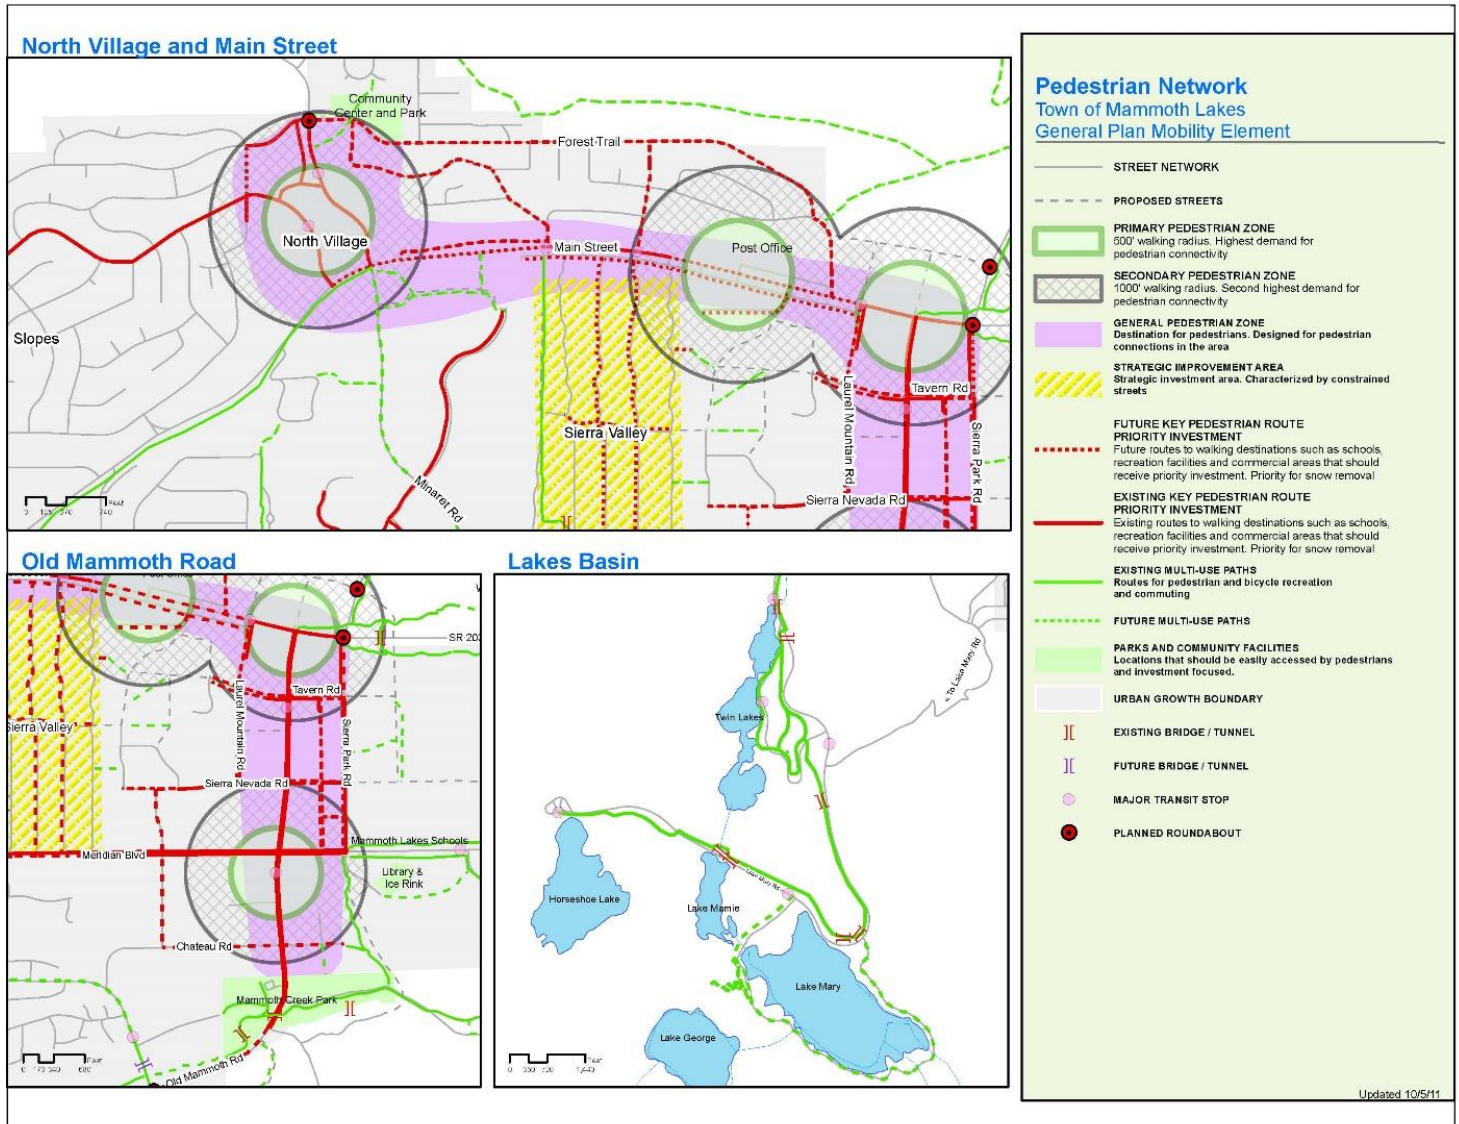 North Village and Main Street
Community
Center and Park
Forest Trail
North Village
Main Street
Post Office
Slopes
Sierra Valley
Minaret Rd
Laurel Mountain Rd
Tavern Rd
Sierra Park Rd
Sierra Nevada Rd
Feet
0
740
Old Mammoth Road
Sierra Valley
Laurel Mountain Rd
Tavern Rd
Sierra Park Rd
Sierra Nevada Rd
Meridian Blvd
Mammoth Lakes Schools
Library &
Ice Rink
Chateau Rd
Mammoth Creek Park
Old Mammoth Rd
Feet
0
Lakes Basin
To Lake Mary Rd
Twin Lakes
Horseshoe Lake
Lake Mary Rd
Lake Mamie
Lake Mary
Lake George
Feet
0
Pedestrian Network
Town of Mammoth Lakes
General Plan Mobility Element
STREET NETWORK
PROPOSED STREETS
PRIMARY PEDESTRIAN ZONE
500' walking radius. Highest demand for
pedestrian connectivity
SECONDARY PEDESTRIAN ZONE
1000' walking radius. Second highest demand for
pedestrian connectivity
GENERAL PEDESTRIAN ZONE
Destination for pedestrians. Designed for pedestrian
connections in the area
STRATEGIC IMPROVEMENT AREA
Strategic investment area. Characterized by constrained
streets
FUTURE KEY PEDESTRIAN ROUTE
PRIORITY INVESTMENT
Future routes to walking destinations such as schools,
recreation facilities and commercial areas that should
receive priority investment. Priority for snow removal
EXISTING KEY PEDESTRIAN ROUTE
PRIORITY INVESTMENT
Existing routes to walking destinations such as schools,
recreation facilities and commercial areas that should
receive priority investment. Priority for snow removal
EXISTING MULTI-USE PATHS
Routes for pedestrian and bicycle recreation
and commuting
FUTURE MULTI-USE PATHS
PARKS AND COMMUNITY FACILITIES
Locations that should be easily accessed by pedestrians
and investment focused.
URBAN GROWTH BOUNDARY
EXISTING BRIDGE / TUNNEL
FUTURE BRIDGE / TUNNEL
MAJOR TRANSIT STOP
PLANNED ROUNDABOUT
Updated 10/5/11